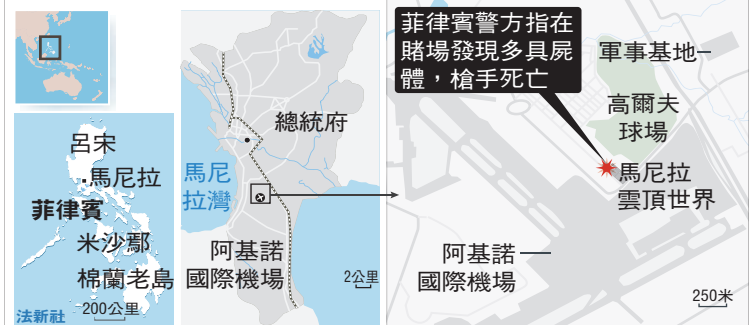 呂宋
馬尼拉
菲律賓
米沙鄢
棉蘭老島
法新社
200公里
總統府
馬尼
拉灣
阿基諾
國際機場
2公里
菲律賓警方指在
賭場發現多具屍
體，槍手死亡
軍事基地
高爾夫
球場
馬尼拉
雲頂世界
阿基諾
國際機場
250米